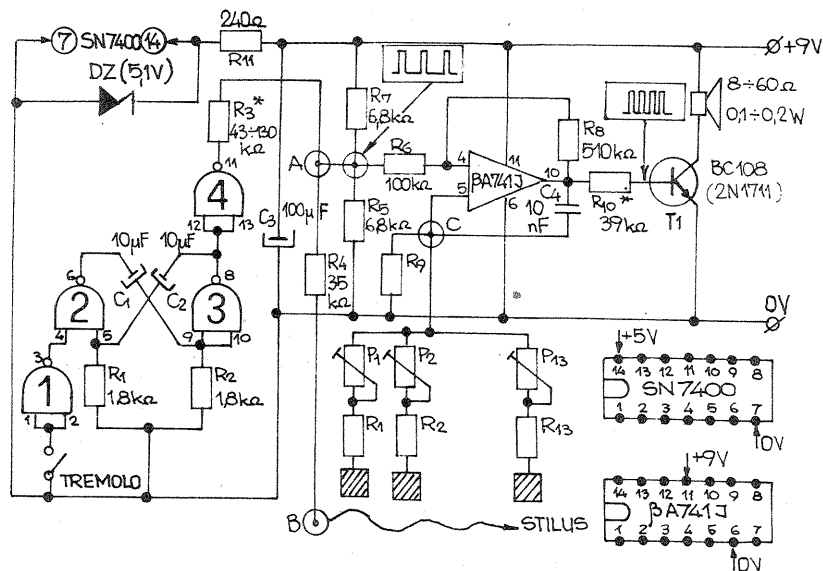 7 SN7400 14
240Ω
R11
DZ (5,1V)
+9V
R3*
43÷130
kΩ
11
4
12 13
R7
6,8kΩ
A
R6
100kΩ
4
5
βA741J
11
10
6
R8
510kΩ
C4
10
nF
R10*
39kΩ
8÷60Ω
0,1÷0,2W
BC108
(2N1711)
T1
C3
100μF
R5
6,8kΩ
C
R9
R4
35
kΩ
10μF
10μF
C1
C2
6
2
4 5
8
3
9 10
3
1
1 2
R1
1,8kΩ
R2
1,8kΩ
TREMOLO
0V
P1
P2
P13
R1
R2
R13
B
STILUS
+5V
14 13 12 11 10 9 8
SN7400
1 2 3 4 5 6 7
0V
+9V
14 13 12 11 10 9 8
βA741J
1 2 3 4 5 6 7
0V